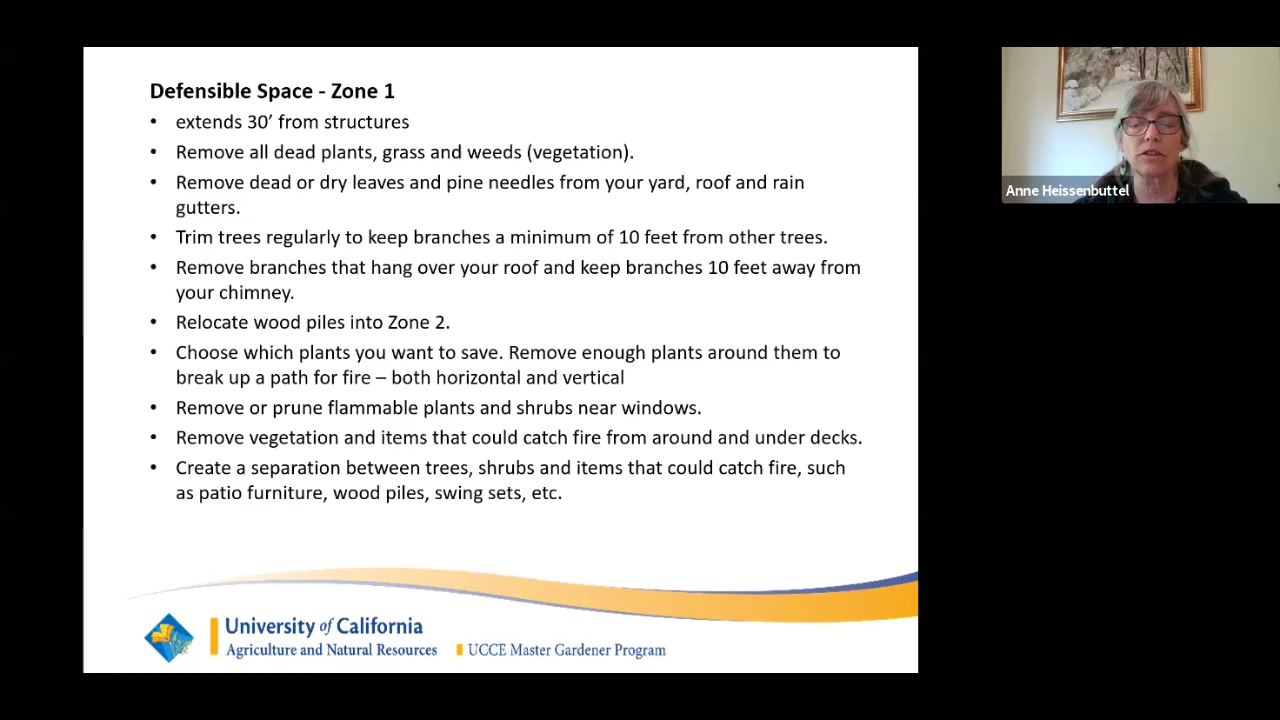 Defensible Space - Zone 1
• extends 30’ from structures
• Remove all dead plants, grass and weeds (vegetation).
• Remove dead or dry leaves and pine needles from your yard, roof and rain
gutters.
• Trim trees regularly to keep branches a minimum of 10 feet from other trees.
• Remove branches that hang over your roof and keep branches 10 feet away from
your chimney.
• Relocate wood piles into Zone 2.
• Choose which plants you want to save. Remove enough plants around them to
break up a path for fire – both horizontal and vertical
• Remove or prune flammable plants and shrubs near windows.
• Remove vegetation and items that could catch fire from around and under decks.
• Create a separation between trees, shrubs and items that could catch fire, such
as patio furniture, wood piles, swing sets, etc.
University of California
Agriculture and Natural Resources
UCCE Master Gardener Program
Anne Heissenbuttel